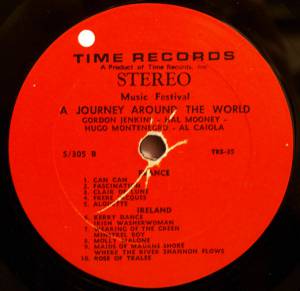 TIME RECORDS
A Product of Time Records, Inc.
STEREO
Music Festival
A JOURNEY AROUND THE WORLD
GORDON JENKINS - HAL MOONEY -
HUGO MONTENEGRO - AL CAIOLA
S/305 B
TRS-35
FRANCE
1. CAN CAN
2. FASCINATION
3. CLAIR DE LUNE
4. FRERE JACQUES
5. ALOUETTE
IRELAND
6. KERRY DANCE
IRISH WASHERWOMAN
7. WEARING OF THE GREEN
MINSTREL BOY
8. MOLLY MALONE
9. MAIDS OF MOURNE SHORE
WHERE THE RIVER SHANNON FLOWS
10. ROSE OF TRALEE